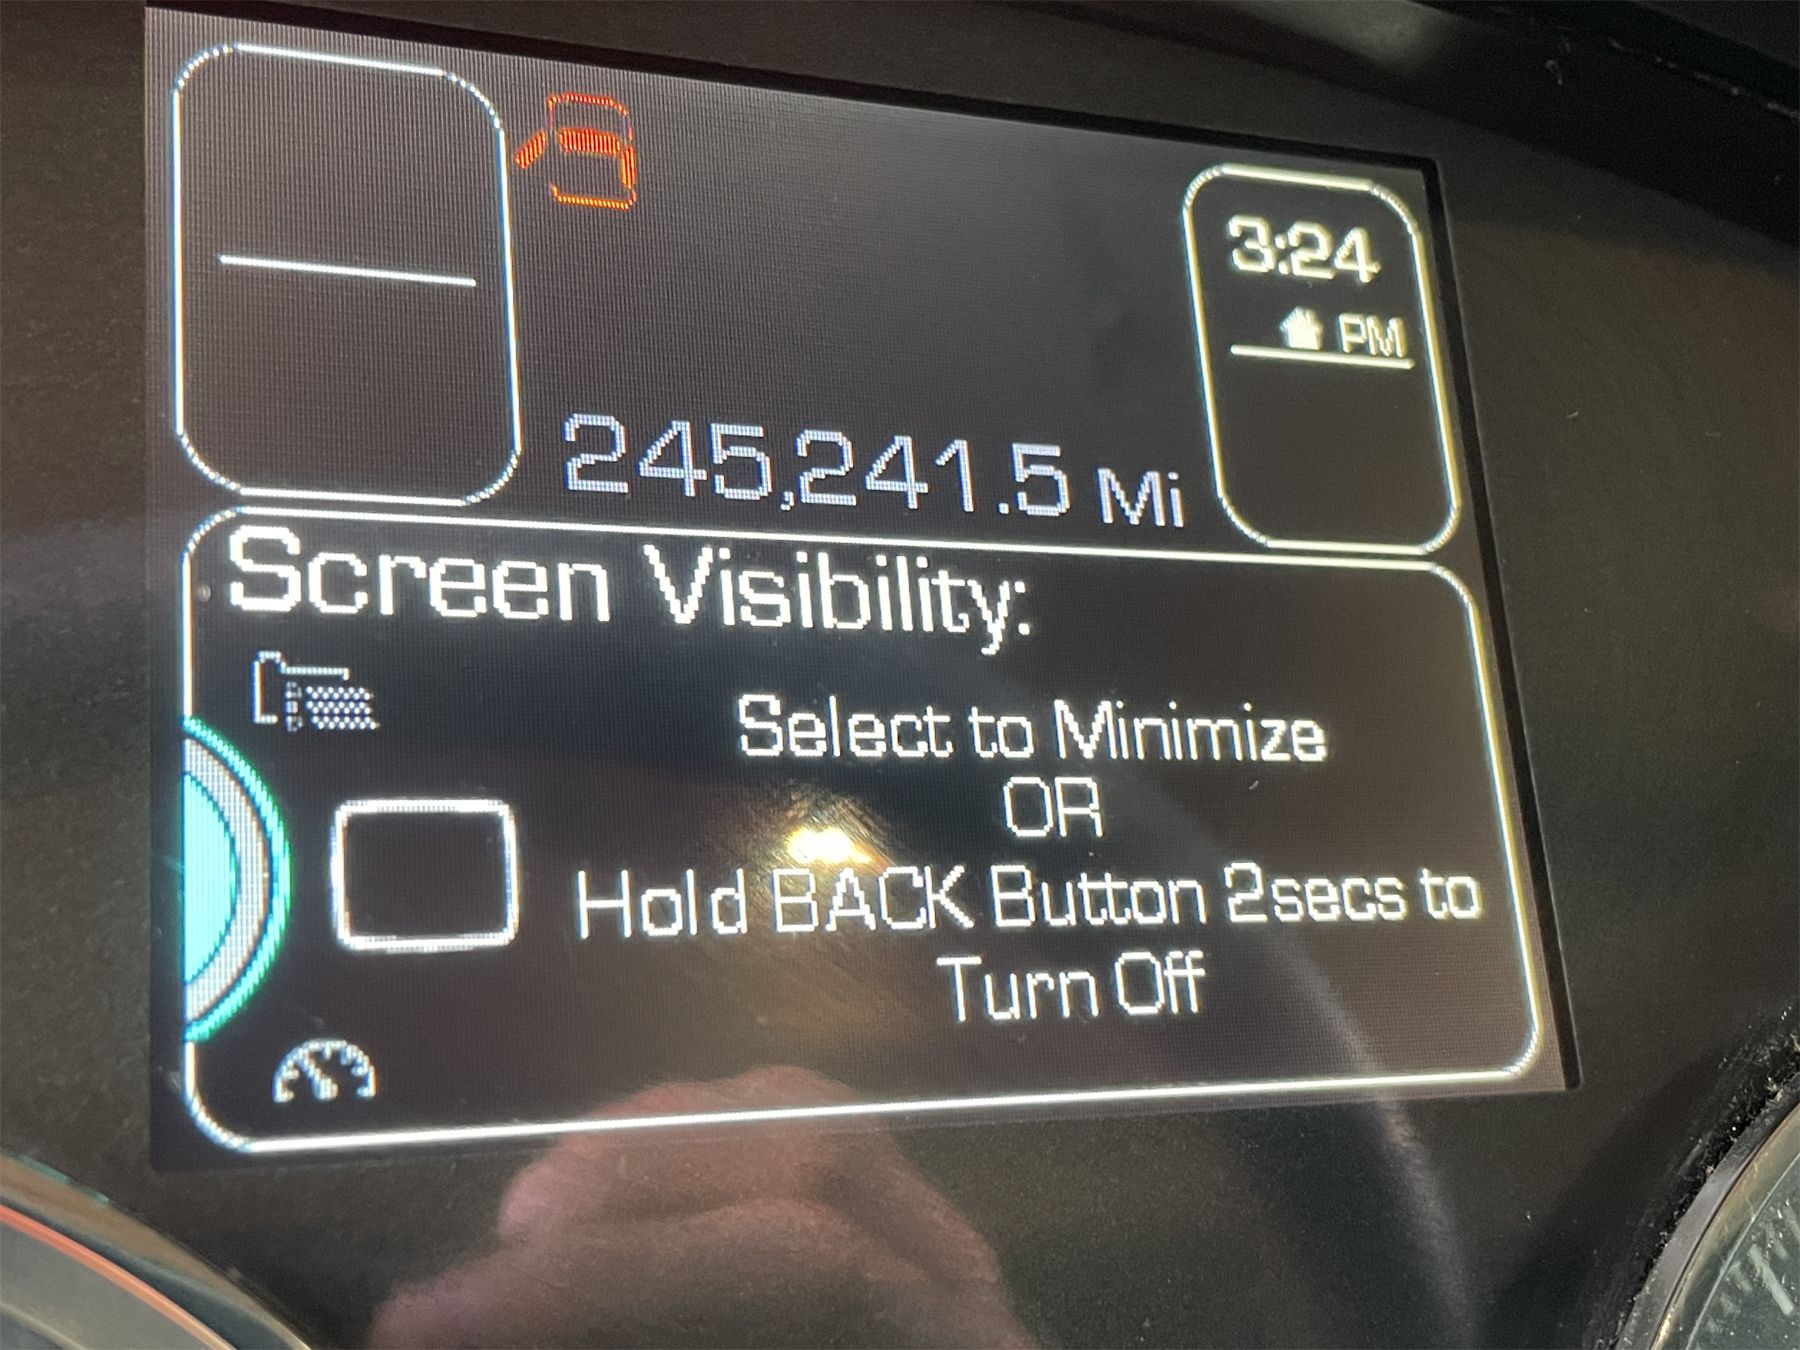 3:24
PM
245,241.5 Mi
Screen Visibility:
Select to Minimize
OR
Hold BACK Button 2secs to
Turn Off